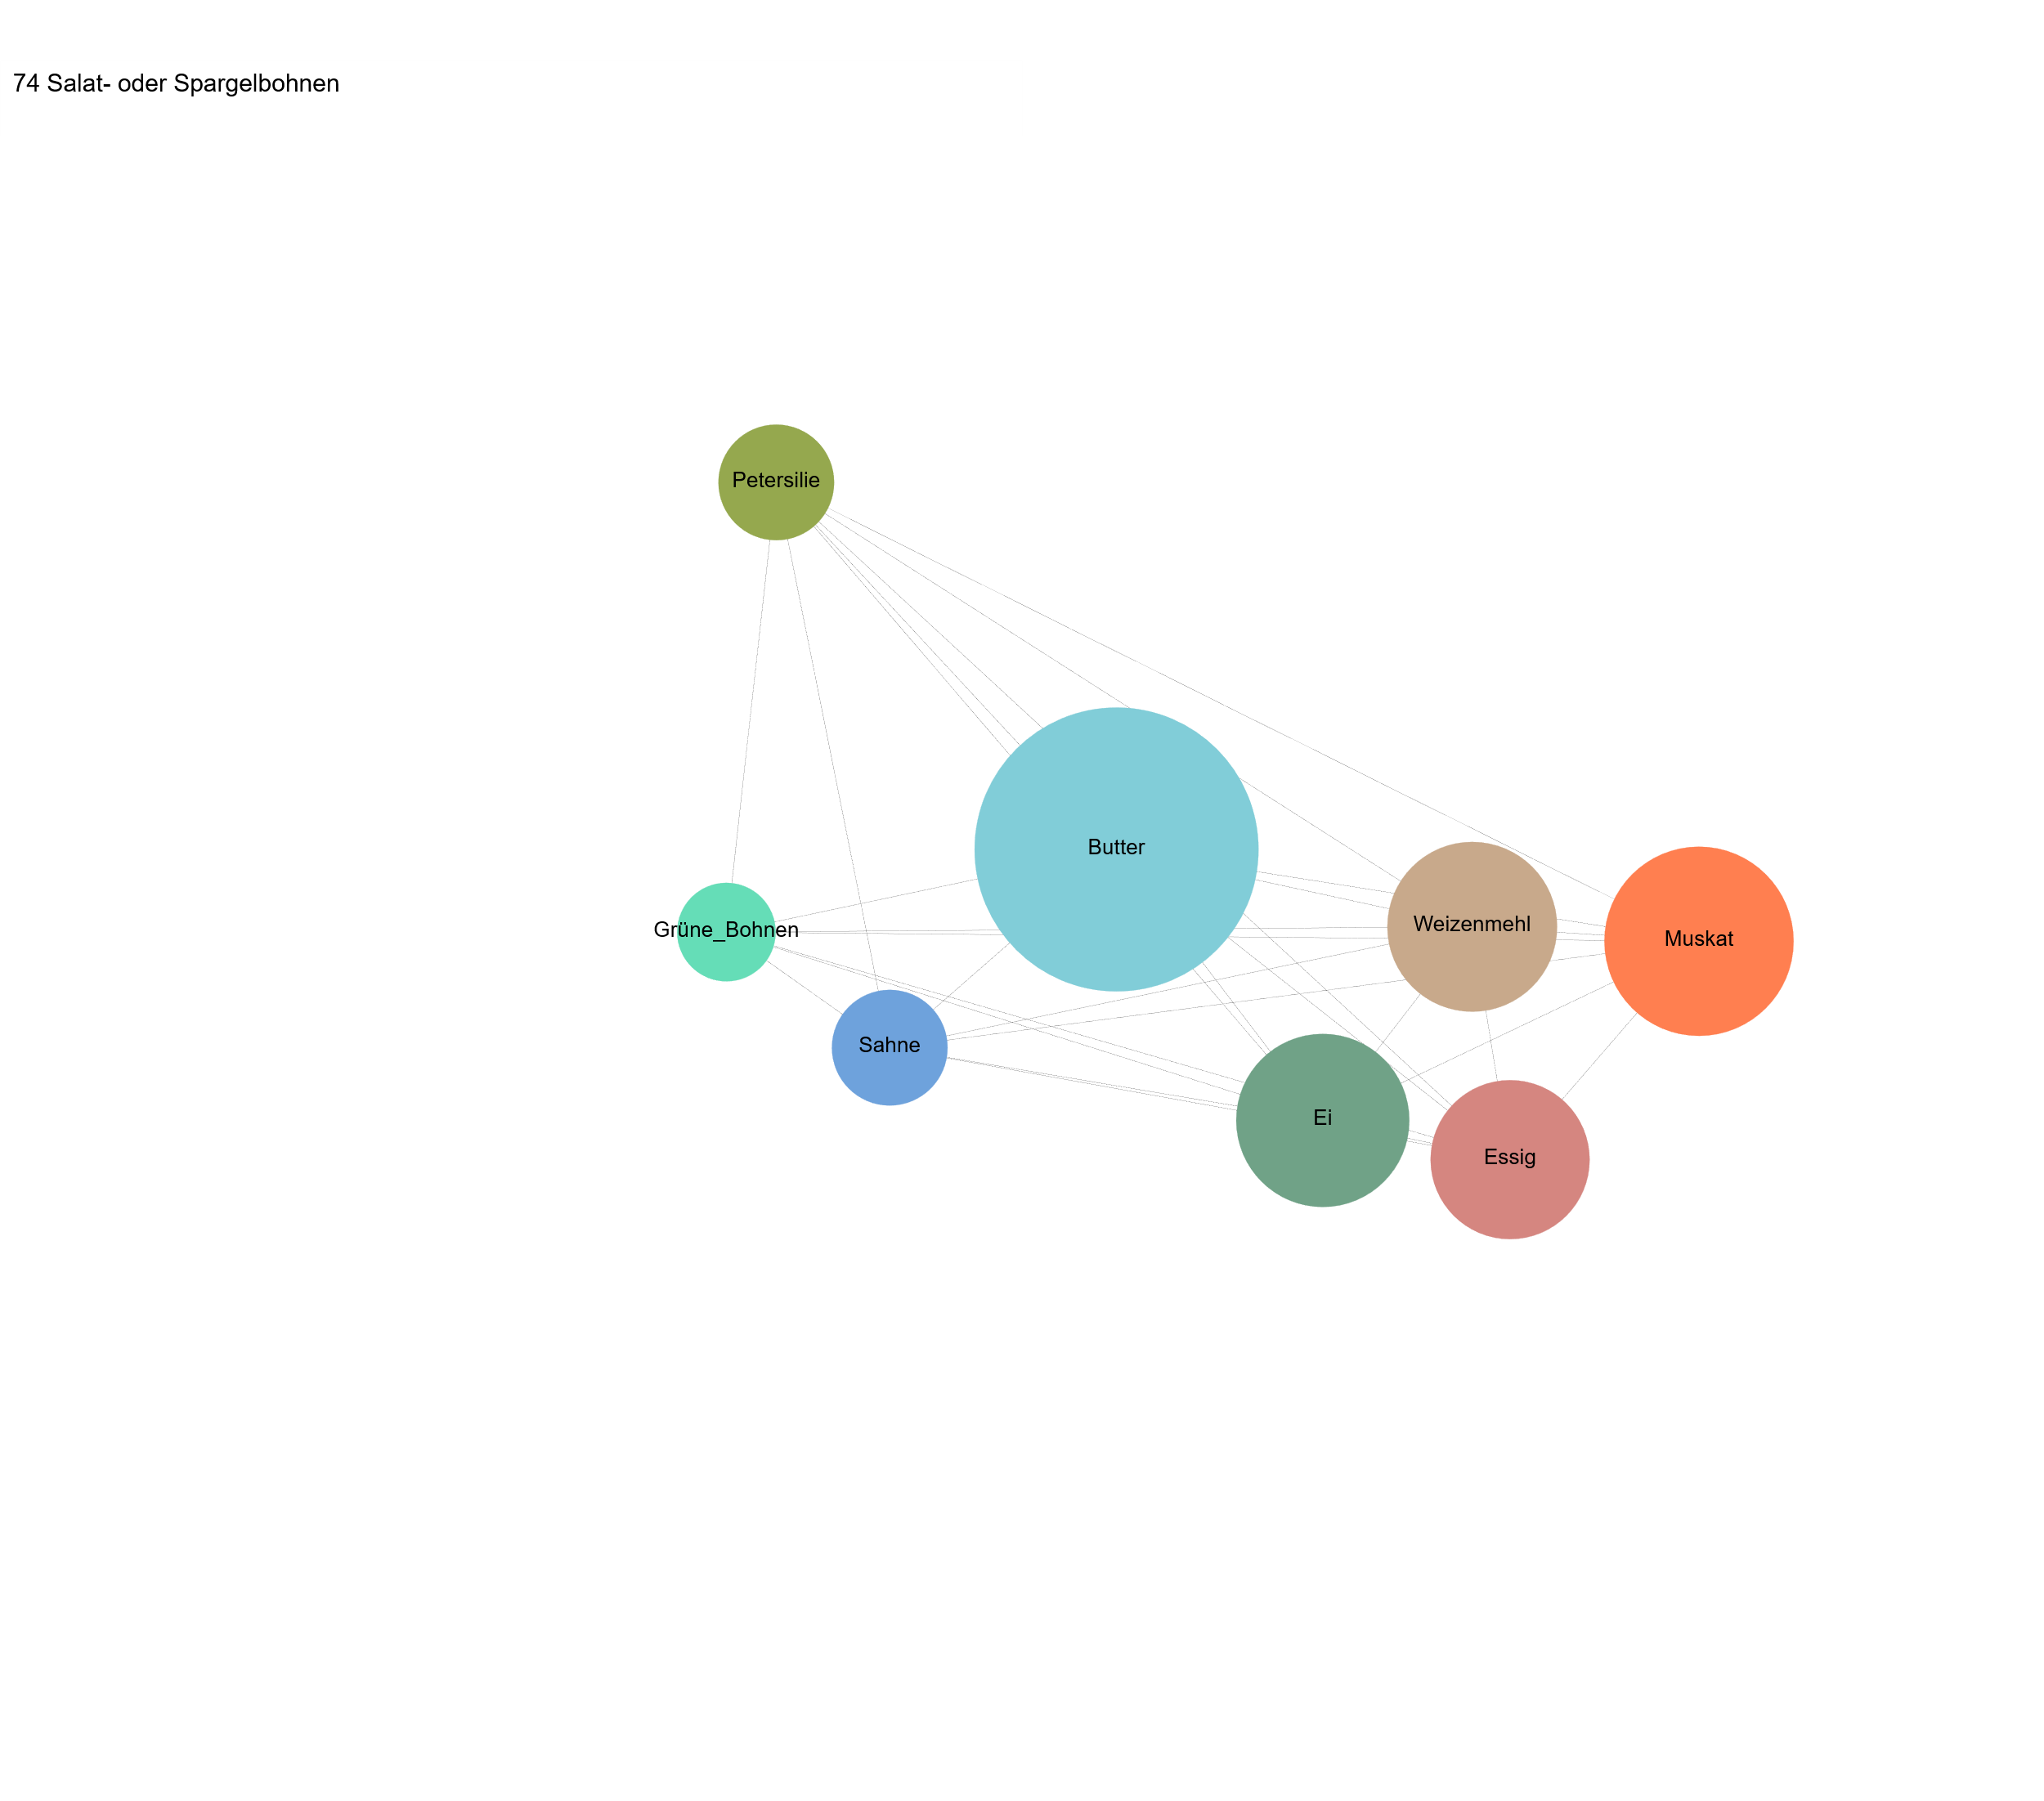 74 Salat- oder Spargelbohnen
Petersilie
Butter
Weizenmehl
Grüne_Bohnen
Muskat
Sahne
Ei
Essig